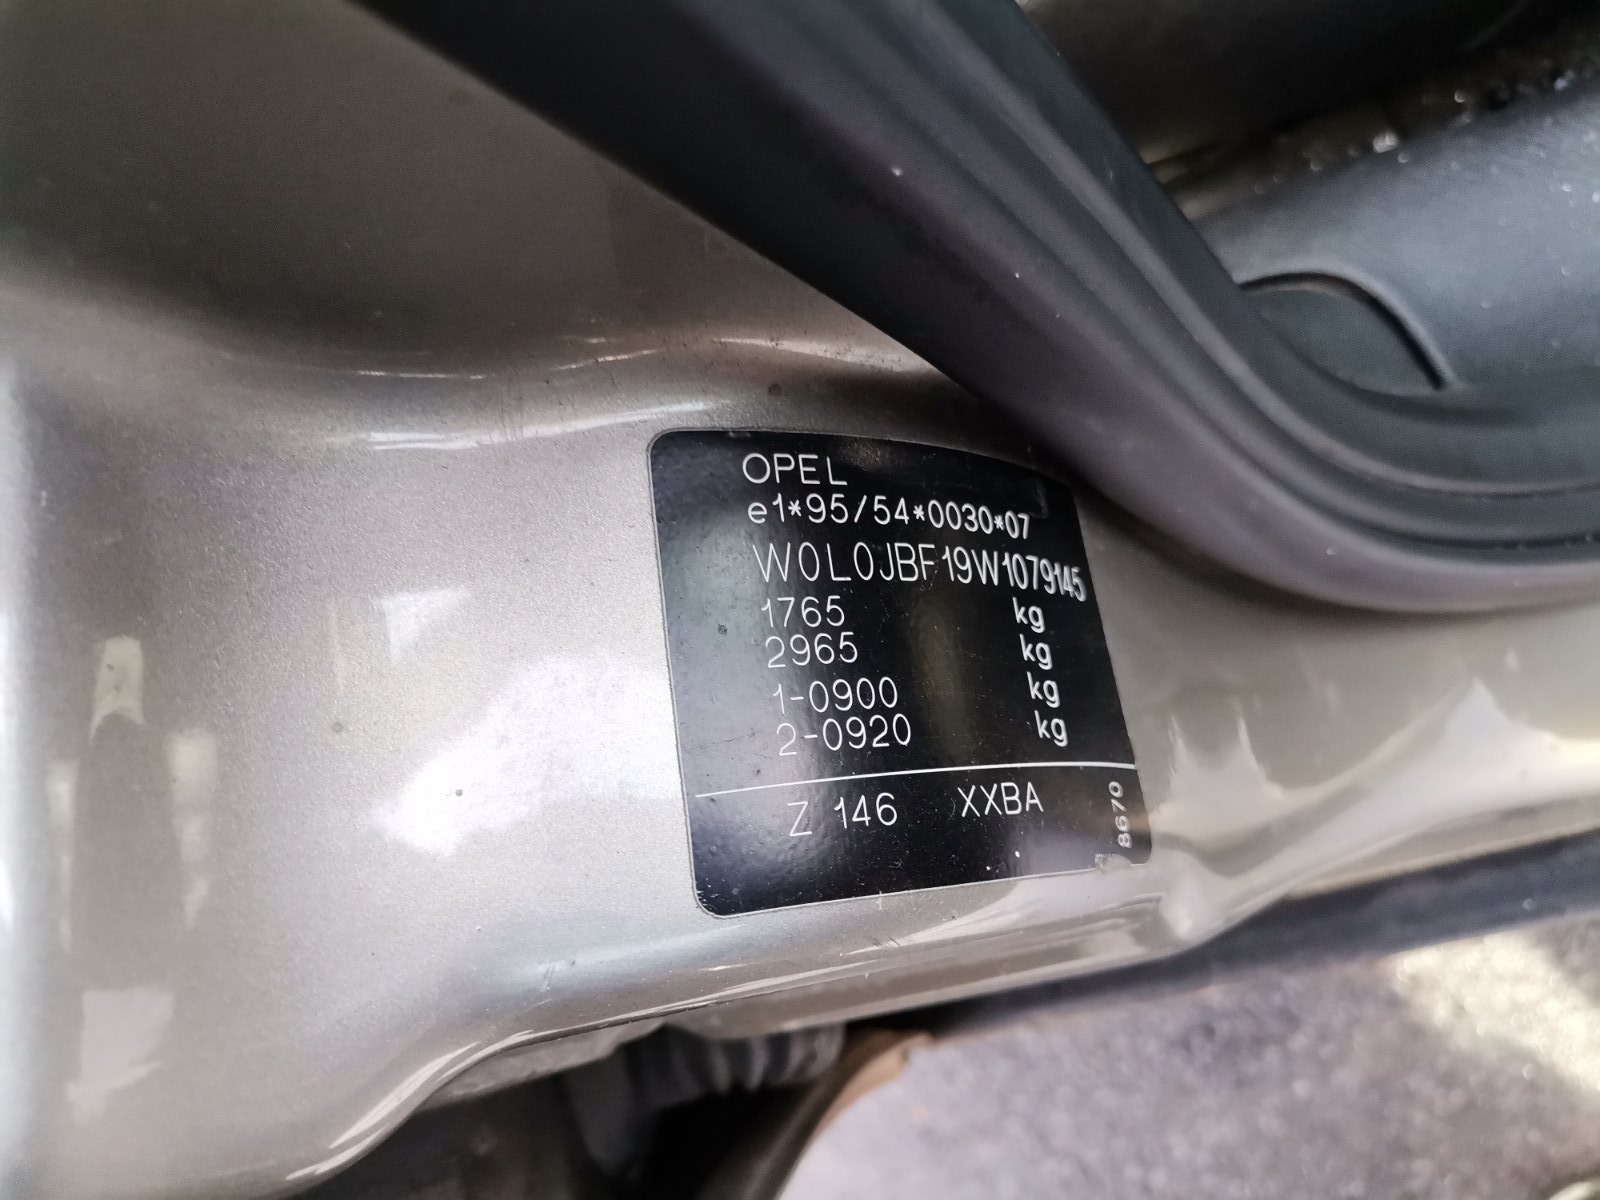 OPEL
e1*95/54*0030*07
W0L0JBF19W1079145
1765 kg
2965 kg
1-0900 kg
2-0920 kg
Z 146 XXBA
8670